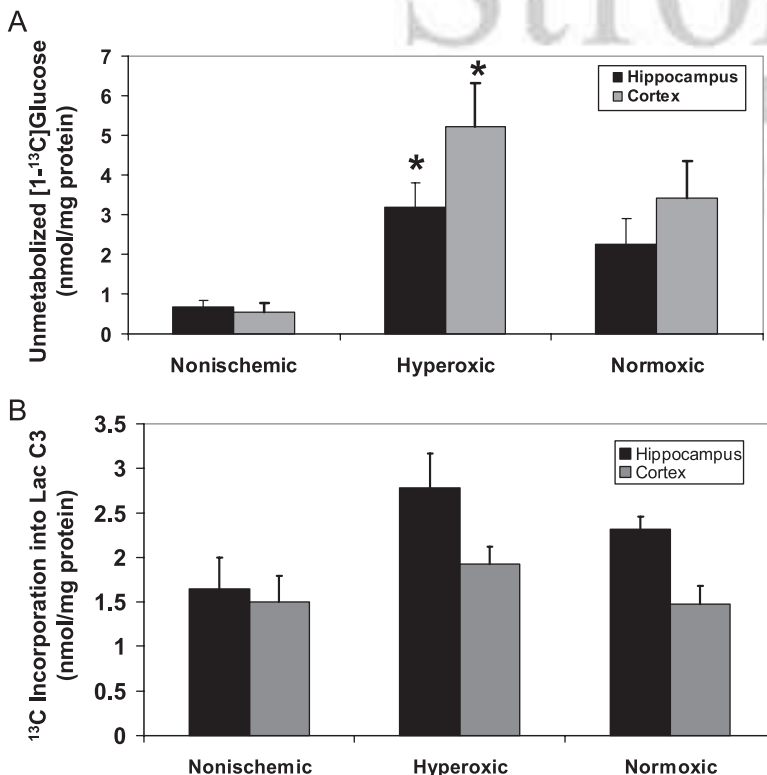 A
Unmetabolized [1-¹³C]Glucose
(nmol/mg protein)
7
6
5
4
3
2
1
0
*
*
Hippocampus
Cortex
Nonischemic Hyperoxic Normoxic
B
¹³C Incorporation into Lac C3
(nmol/mg protein)
3.5
3
2.5
2
1.5
1
0.5
0
Hippocampus
Cortex
Nonischemic Hyperoxic Normoxic